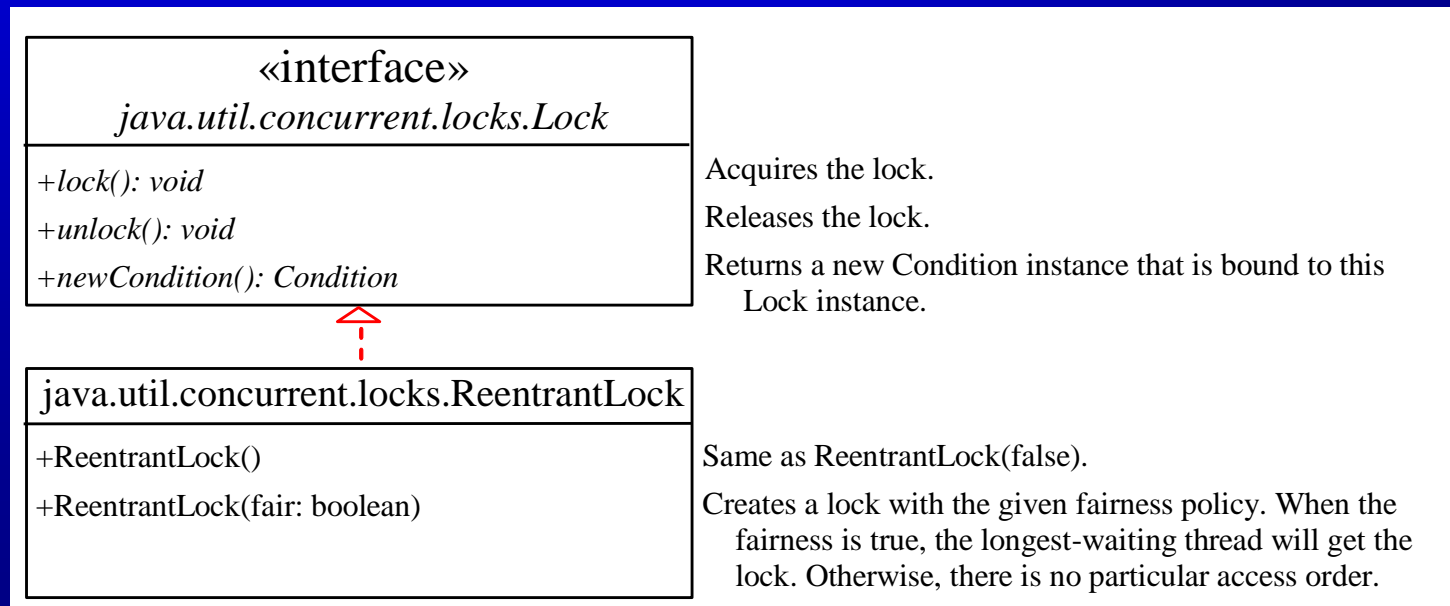 «interface»
java.util.concurrent.locks.Lock
+lock(): void
+unlock(): void
+newCondition(): Condition
Acquires the lock.
Releases the lock.
Returns a new Condition instance that is bound to this
Lock instance.
java.util.concurrent.locks.ReentrantLock
+ReentrantLock()
+ReentrantLock(fair: boolean)
Same as ReentrantLock(false).
Creates a lock with the given fairness policy. When the
fairness is true, the longest-waiting thread will get the
lock. Otherwise, there is no particular access order.